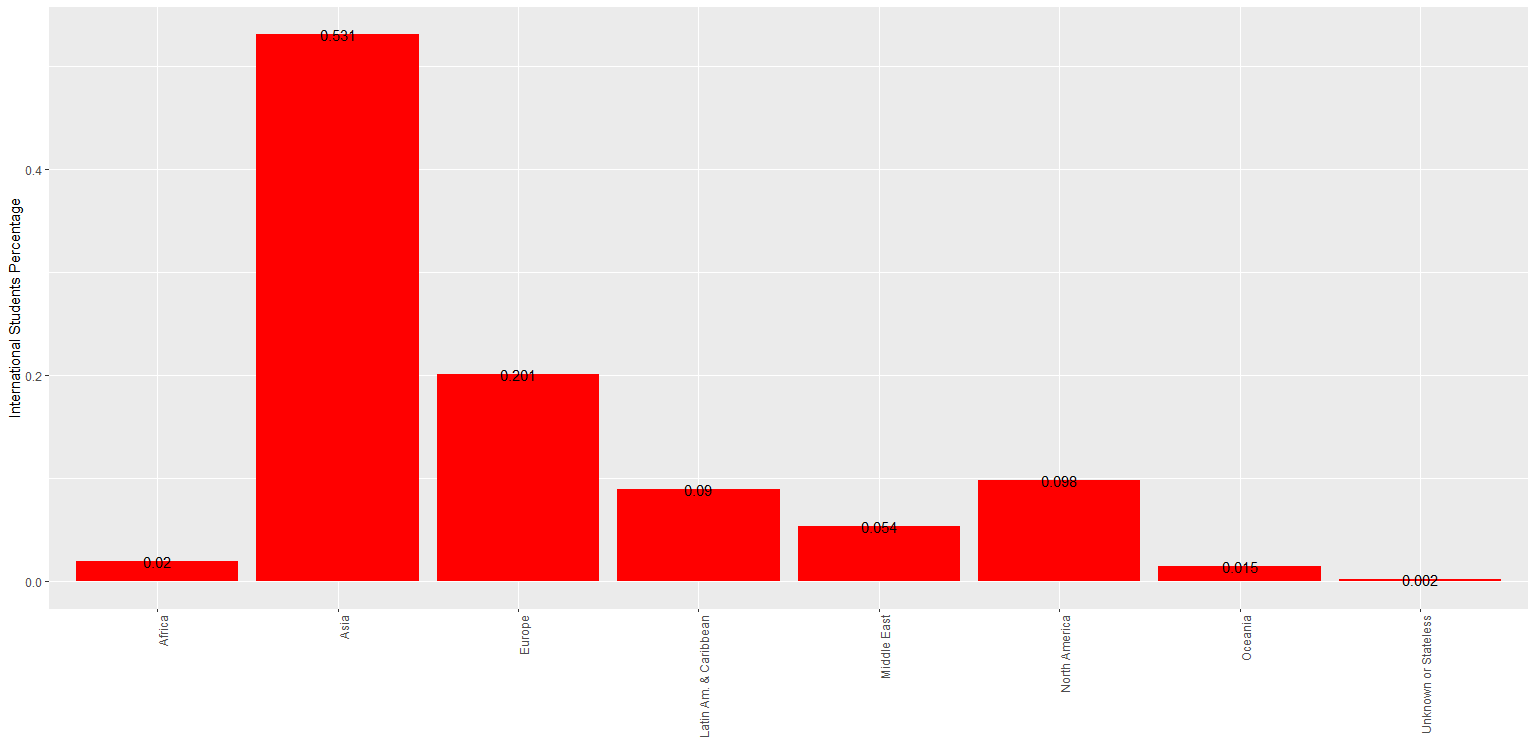 International Students Percentage
0.4
0.2
0.0
0.02
0.531
0.201
0.09
0.054
0.098
0.015
0.002
Africa
Asia
Europe
Latin Am. & Caribbean
Middle East
North America
Oceania
Unknown or Stateless